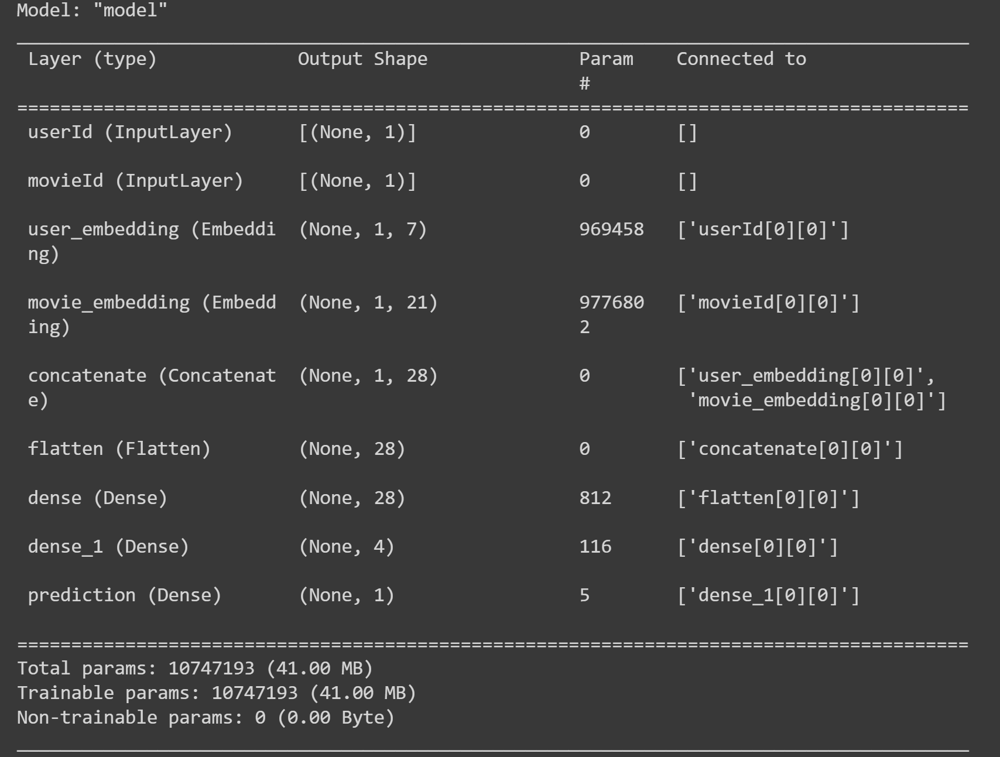 Model: "model"
__________________________________________________________________________________________
Layer (type) Output Shape Param Connected to
#
==========================================================================================
userId (InputLayer) [(None, 1)] 0 []
movieId (InputLayer) [(None, 1)] 0 []
user_embedding (Embeddi (None, 1, 7) 969458 ['userId[0][0]']
ng)
movie_embedding (Embedd (None, 1, 21) 977680 ['movieId[0][0]']
ing) 2
concatenate (Concatenat (None, 1, 28) 0 ['user_embedding[0][0]',
e) 'movie_embedding[0][0]']
flatten (Flatten) (None, 28) 0 ['concatenate[0][0]']
dense (Dense) (None, 28) 812 ['flatten[0][0]']
dense_1 (Dense) (None, 4) 116 ['dense[0][0]']
prediction (Dense) (None, 1) 5 ['dense_1[0][0]']
==========================================================================================
Total params: 10747193 (41.00 MB)
Trainable params: 10747193 (41.00 MB)
Non-trainable params: 0 (0.00 Byte)
__________________________________________________________________________________________